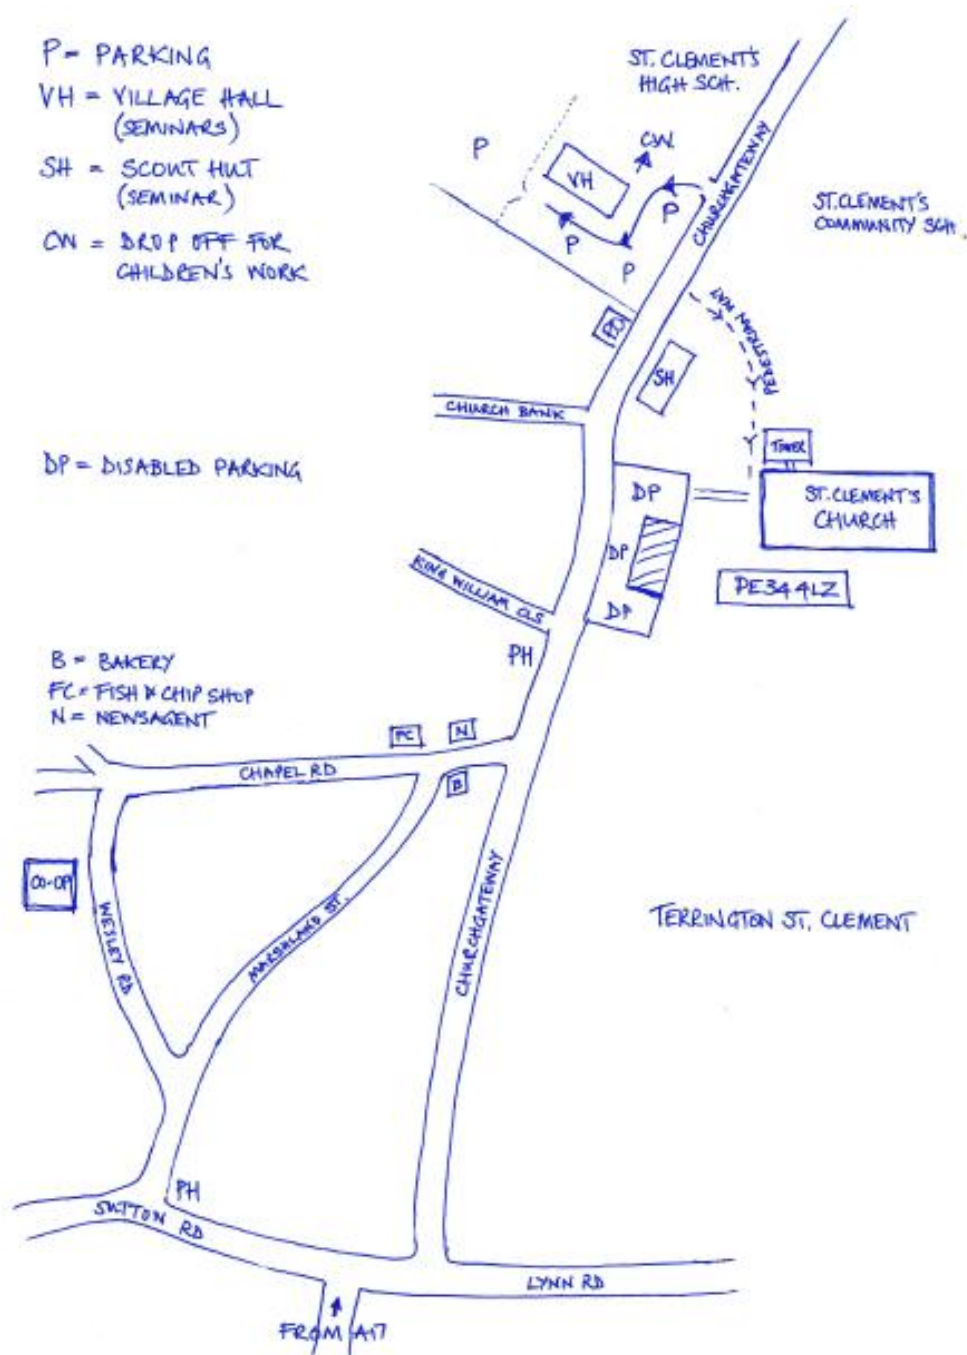 P = PARKING
VH = VILLAGE HALL
(SEMINARS)
SH = SCOUT HUT
(SEMINAR)
CW = DROP OFF FOR
CHILDREN'S WORK
ST. CLEMENT'S
HIGH SCH.
P
CW
VH
P
P
P
CHURCHGATEWAY
ST. CLEMENT'S
COMMUNITY SCH.
PEDESTRIAN WAY
PO
SH
CHURCH BANK
DP = DISABLED PARKING
TOWER
DP
ST. CLEMENT'S
CHURCH
DP
KING WILLIAM CLS
PE34 4LZ
DP
PH
B = BAKERY
FC = FISH & CHIP SHOP
N = NEWSAGENT
FC
N
CHAPEL RD
B
CO-OP
WESLEY RD
MARSHLAND ST.
CHURCHGATEWAY
TERRINGTON ST. CLEMENT
PH
SUTTON RD
LYNN RD
FROM A17